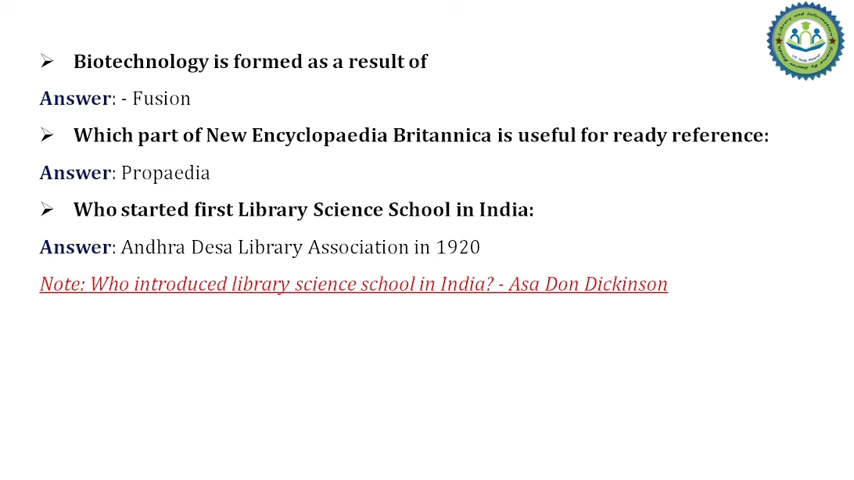 ➢ Biotechnology is formed as a result of
Answer: - Fusion
➢ Which part of New Encyclopaedia Britannica is useful for ready reference:
Answer: Propaedia
➢ Who started first Library Science School in India:
Answer: Andhra Desa Library Association in 1920
Note: Who introduced library science school in India? - Asa Don Dickinson